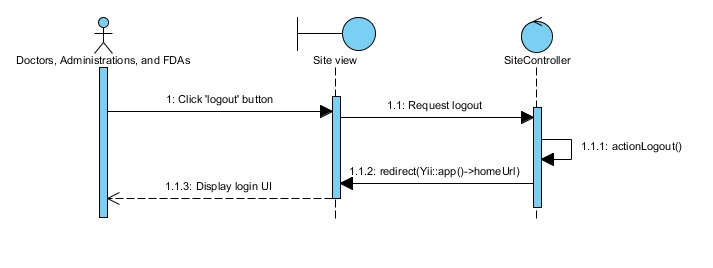 Doctors, Administrations, and FDAs
Site view
SiteController
1: Click 'logout' button
1.1: Request logout
1.1.1: actionLogout()
1.1.2: redirect(Yii::app()->homeUrl)
1.1.3: Display login UI